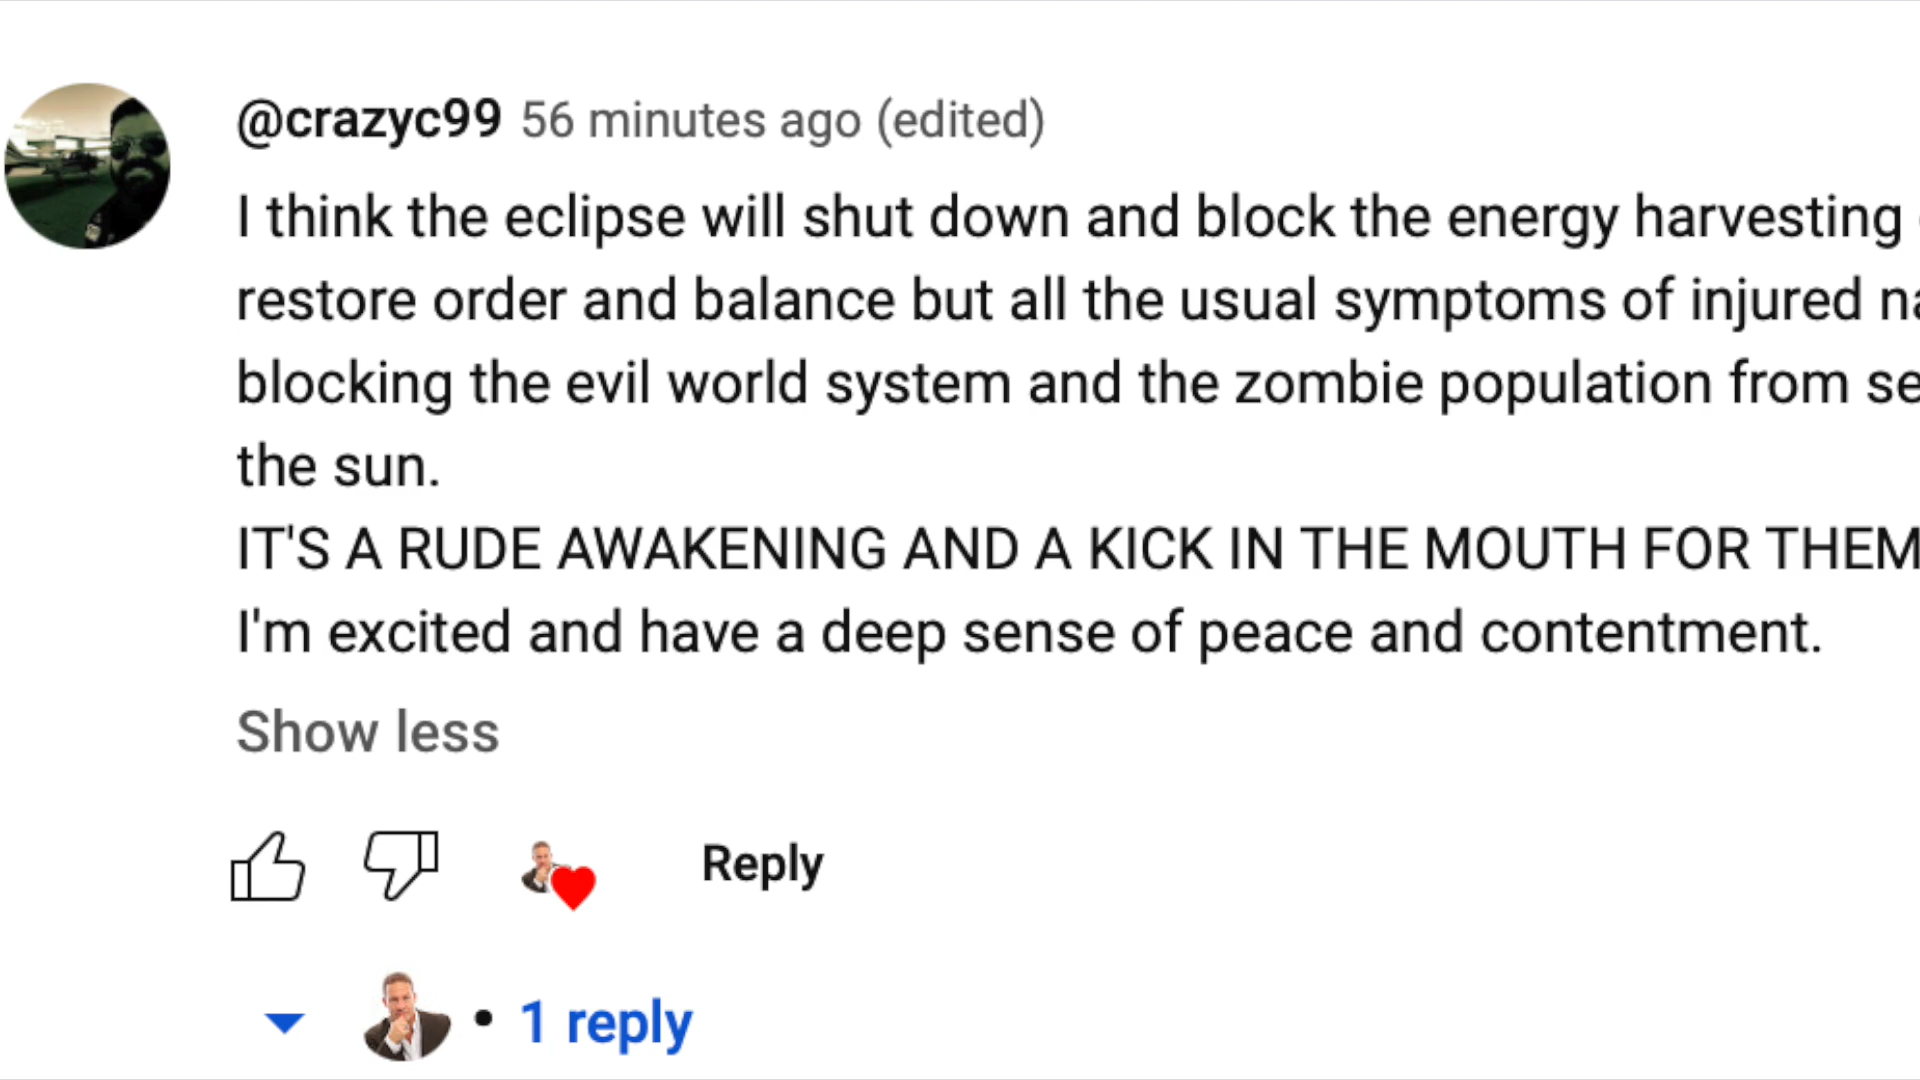 @crazyc99 56 minutes ago (edited)
I think the eclipse will shut down and block the energy harvesting
restore order and balance but all the usual symptoms of injured
blocking the evil world system and the zombie population from
the sun.
IT'S A RUDE AWAKENING AND A KICK IN THE MOUTH FOR THEM
I'm excited and have a deep sense of peace and contentment.
Show less
Reply
• 1 reply